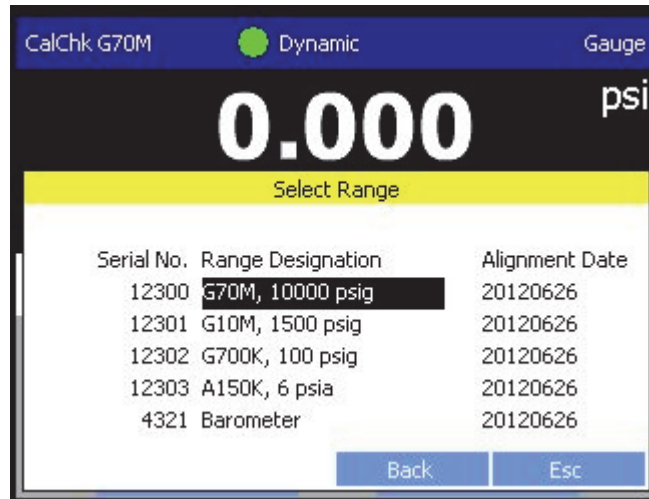 CalChk G70M Dynamic Gauge
0.000 psi
Select Range
Serial No. Range Designation Alignment Date
12300 G70M, 10000 psig 20120626
12301 G10M, 1500 psig 20120626
12302 G700K, 100 psig 20120626
12303 A150K, 6 psia 20120626
4321 Barometer 20120626
Back Esc